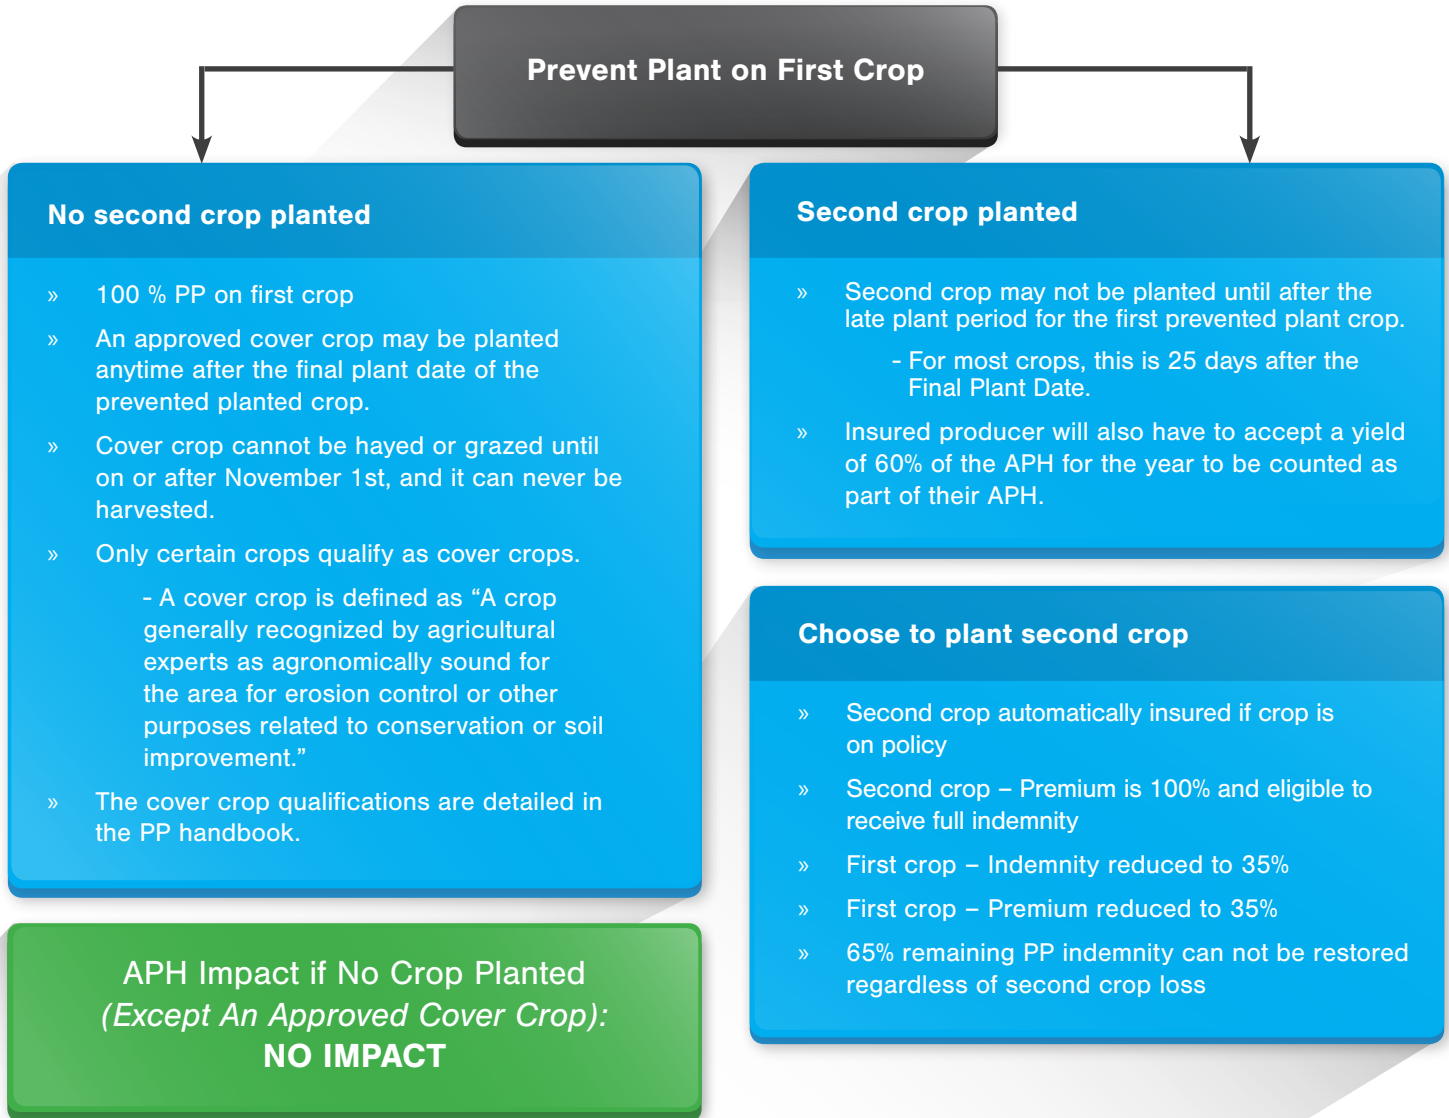 Prevent Plant on First Crop
No second crop planted
» 100 % PP on first crop
» An approved cover crop may be planted
anytime after the final plant date of the
prevented planted crop.
» Cover crop cannot be hayed or grazed until
on or after November 1st, and it can never be
harvested.
» Only certain crops qualify as cover crops.
- A cover crop is defined as “A crop
generally recognized by agricultural
experts as agronomically sound for
the area for erosion control or other
purposes related to conservation or soil
improvement.”
» The cover crop qualifications are detailed in
the PP handbook.
APH Impact if No Crop Planted
(Except An Approved Cover Crop):
NO IMPACT
Second crop planted
» Second crop may not be planted until after the
late plant period for the first prevented plant crop.
- For most crops, this is 25 days after the
Final Plant Date.
» Insured producer will also have to accept a yield
of 60% of the APH for the year to be counted as
part of their APH.
Choose to plant second crop
» Second crop automatically insured if crop is
on policy
» Second crop – Premium is 100% and eligible to
receive full indemnity
» First crop – Indemnity reduced to 35%
» First crop – Premium reduced to 35%
» 65% remaining PP indemnity can not be restored
regardless of second crop loss